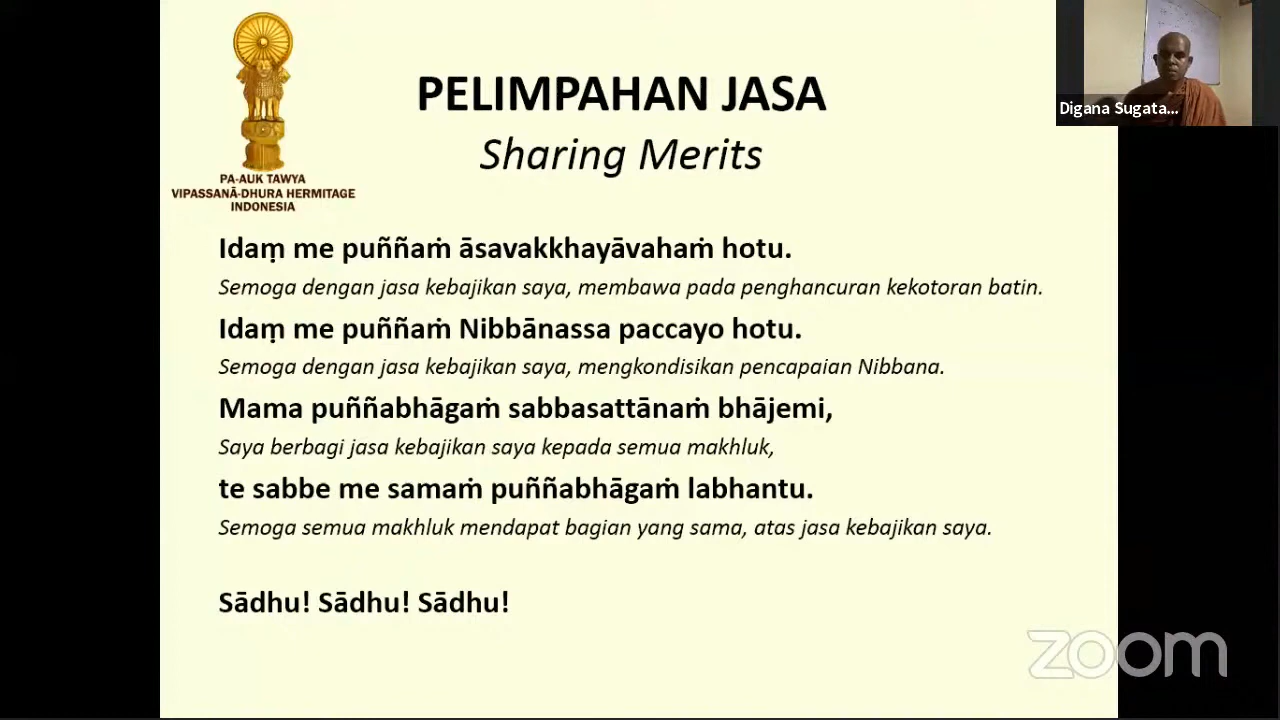 PELIMPAHAN JASA
Sharing Merits
PA-AUK TAWYA
VIPASSANĀ-DHURA HERMITAGE
INDONESIA
Digana Sugata...
Idaṃ me puññaṁ āsavakkhayāvahaṁ hotu.
Semoga dengan jasa kebajikan saya, membawa pada penghancuran kekotoran batin.
Idaṃ me puññaṁ Nibbānassa paccayo hotu.
Semoga dengan jasa kebajikan saya, mengkondisikan pencapaian Nibbana.
Mama puññabhāgaṁ sabbasattānaṁ bhājemi,
Saya berbagi jasa kebajikan saya kepada semua makhluk,
te sabbe me samaṁ puññabhāgaṁ labhantu.
Semoga semua makhluk mendapat bagian yang sama, atas jasa kebajikan saya.
Sādhu! Sādhu! Sādhu!
zoom